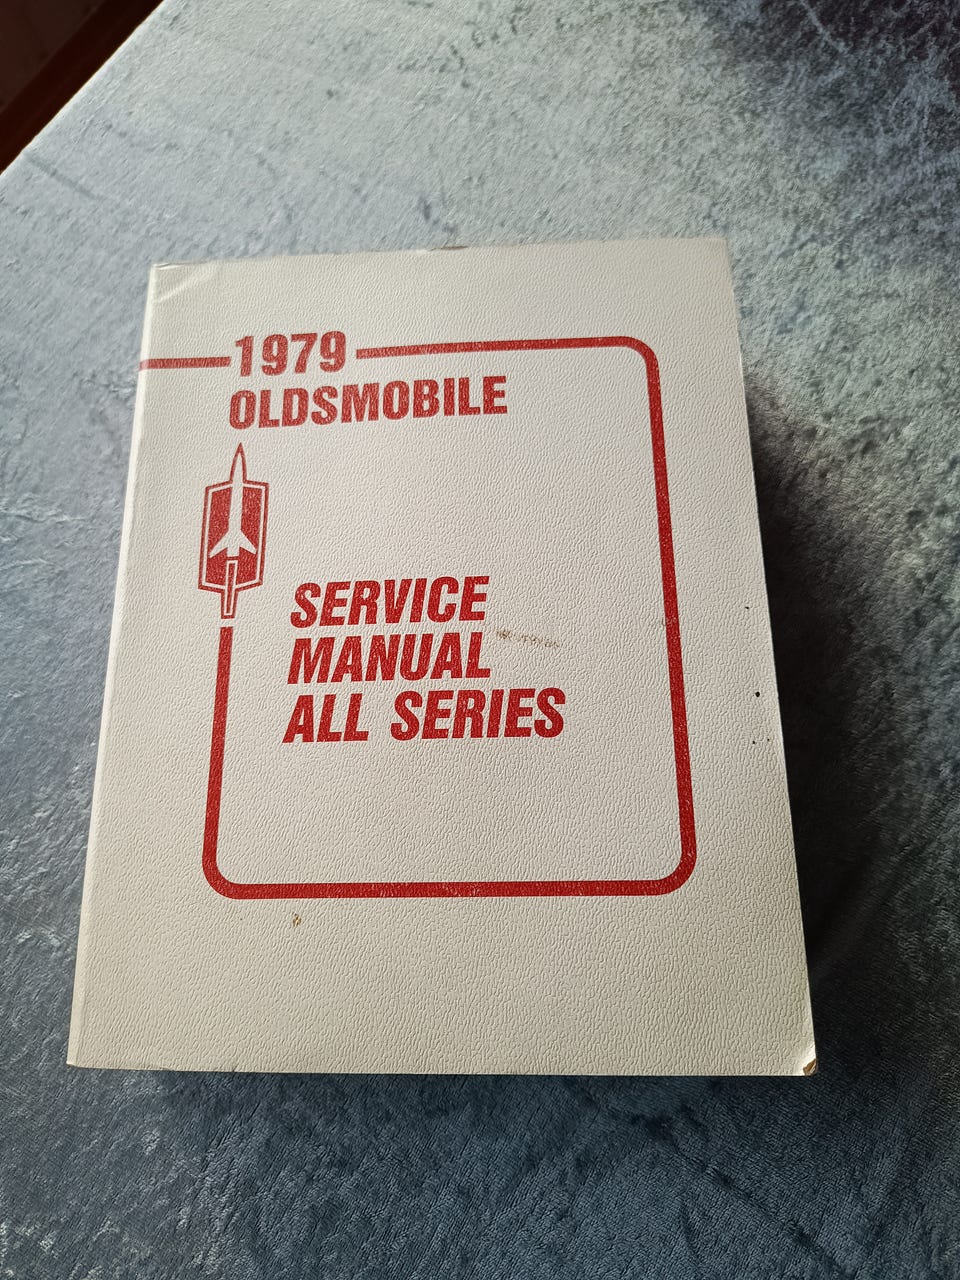 1979
OLDSMOBILE
SERVICE
MANUAL
ALL SERIES